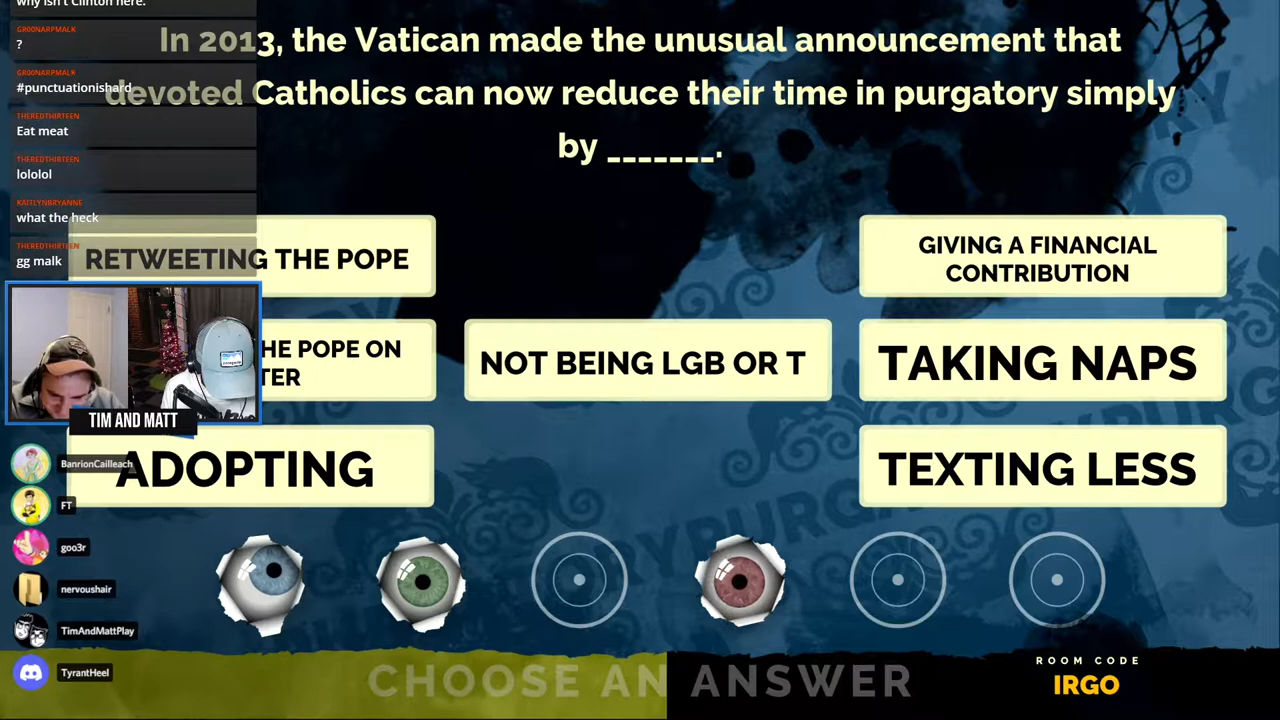 why isn't Clinton here.
GR00NARPMALK
?
GR00NARPMALK
#punctuationishard
THEREDTHIRTEEN
Eat meat
THEREDTHIRTEEN
lololol
KAITLYNBRYANNE
what the heck
THEREDTHIRTEEN
gg malk
In 2013, the Vatican made the unusual announcement that
devoted Catholics can now reduce their time in purgatory simply
by _______.
RETWEETING THE POPE
GIVING A FINANCIAL
CONTRIBUTION
THE POPE ON
NOT BEING LGB OR T
TAKING NAPS
ADOPTING
TEXTING LESS
TIM AND MATT
BanrionCailleach
FT
goo3r
nervoushair
TimAndMattPlay
TyrantHeel
CHOOSE AN ANSWER
ROOM CODE
IRGO